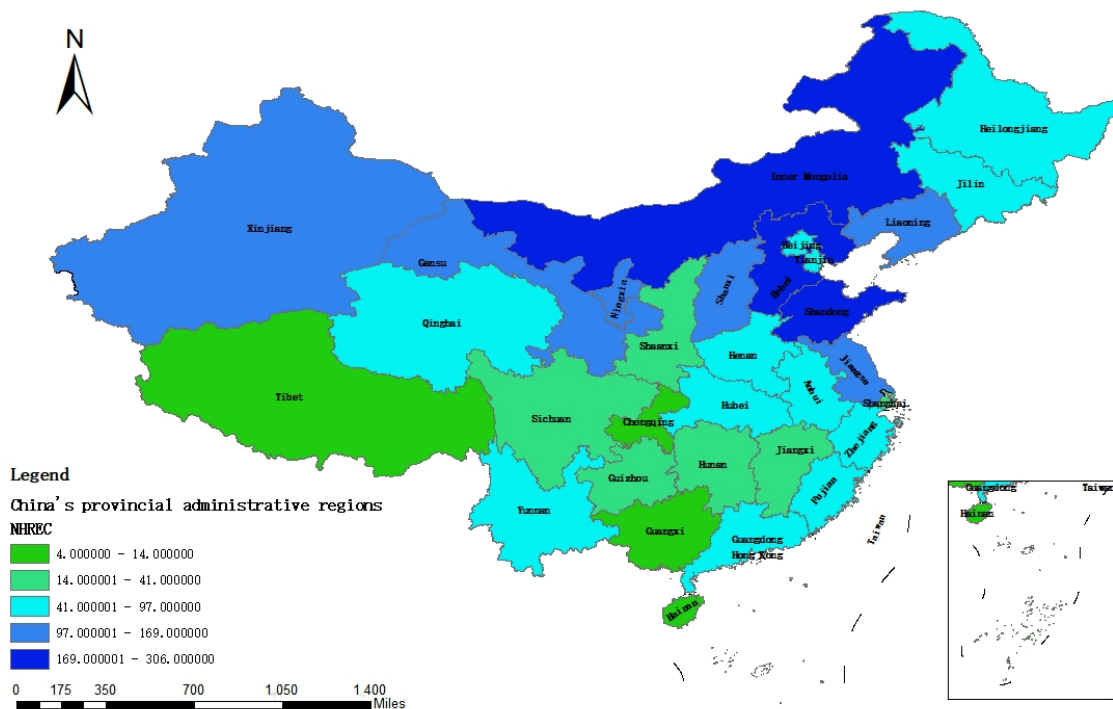 N
Heilongjiang
Jilin
Inner Mongolia
Liaoning
Xinjiang
Beijing
Tianjin
Gansu
Hebei
Ningxia
Shanxi
Shandong
Qinghai
Shaanxi
Henan
Jiangsu
Anhui
Tibet
Sichuan
Chongqing
Hubei
Shanghai
Zhejiang
Jiangxi
Hunan
Guizhou
Fujian
Yunnan
Guangxi
Guangdong
Hong Kong
Taiwan
Hainan
Legend
China's provincial administrative regions
NHREC
4.000000 - 14.000000
14.000001 - 41.000000
41.000001 - 97.000000
97.000001 - 169.000000
169.000001 - 306.000000
0 175 350 700 1.050 1.400
Miles
Guangdong Taiwan
Hainan